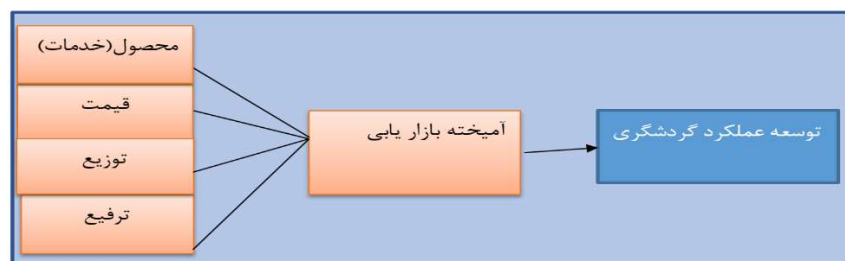 محصول(خدمات)
قیمت
توزیع
ترفیع
آمیخته بازار یابی
توسعه عملکرد گردشگری